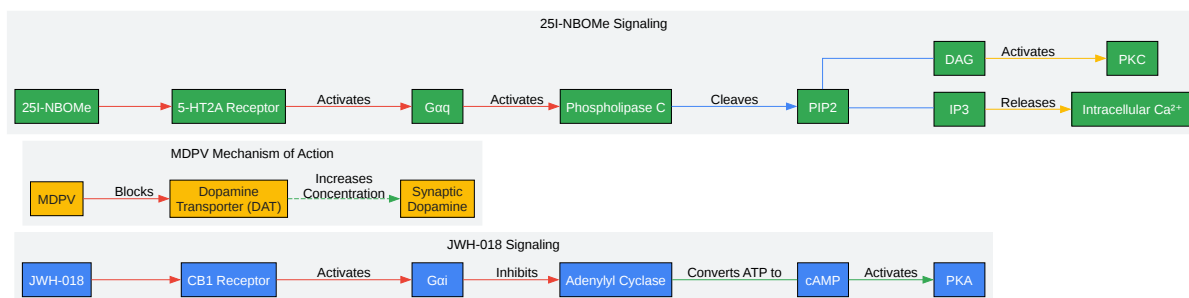 25I-NBOMe Signaling
DAG
Activates
PKC
25I-NBOMe
5-HT2A Receptor
Activates
Gαq
Activates
Phospholipase C
Cleaves
PIP2
IP3
Releases
Intracellular Ca²⁺
MDPV Mechanism of Action
MDPV
Blocks
Dopamine
Transporter (DAT)
Increases
Concentration
Synaptic
Dopamine
JWH-018 Signaling
JWH-018
CB1 Receptor
Activates
Gαi
Inhibits
Adenylyl Cyclase
Converts ATP to
cAMP
Activates
PKA